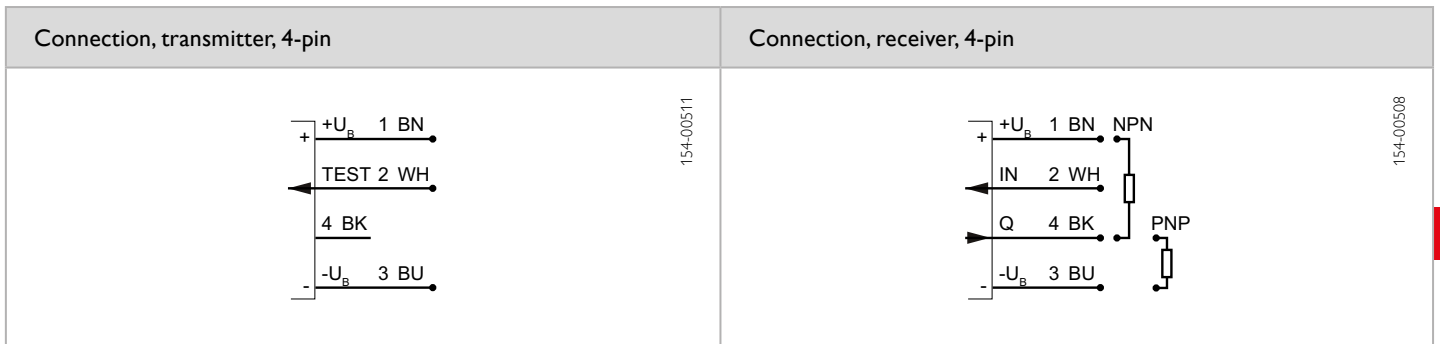 Connection, transmitter, 4-pin
+
+U_B 1 BN
TEST 2 WH
4 BK
-
-U_B 3 BU
154-00511
Connection, receiver, 4-pin
+
+U_B 1 BN NPN
IN 2 WH
Q 4 BK PNP
-
-U_B 3 BU
154-00508